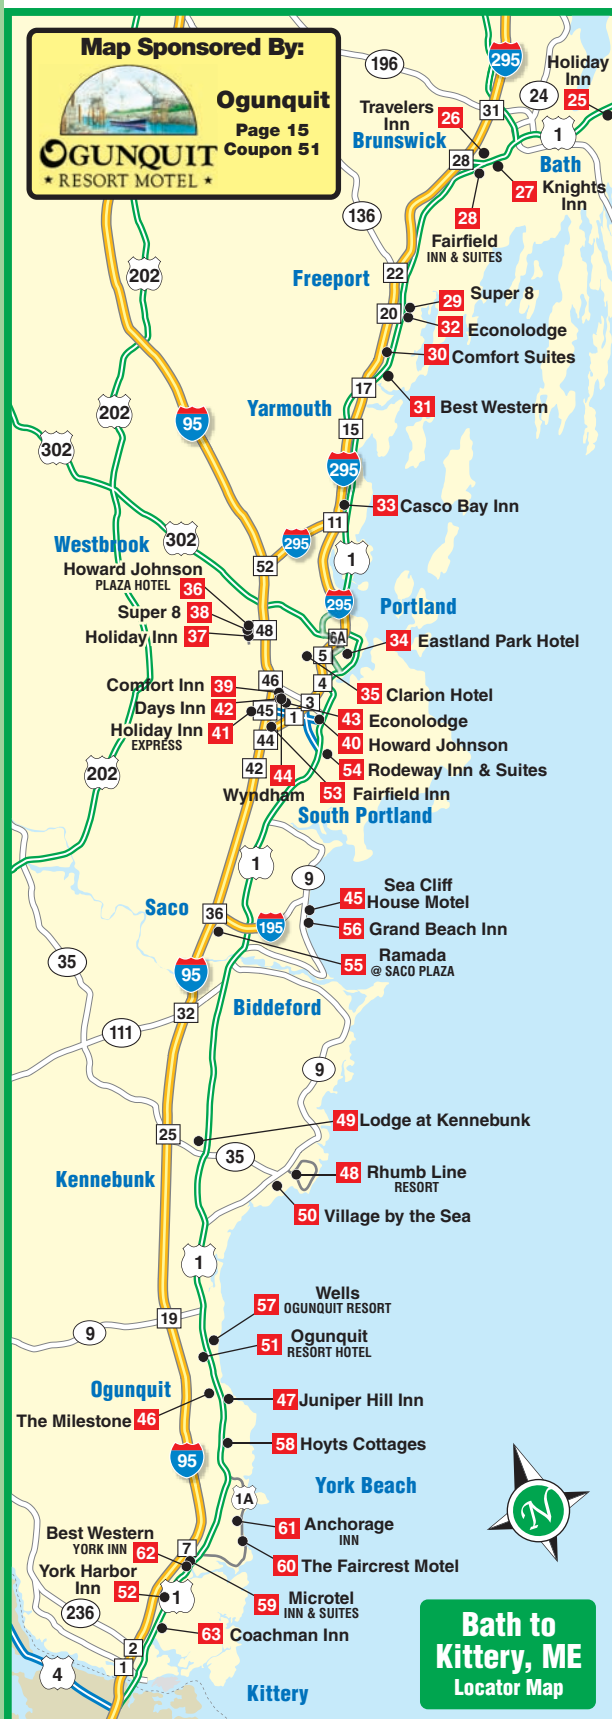 Map Sponsored By:
Ogunquit
Page 15
Coupon 51
OGUNQUIT
★ RESORT MOTEL ★
295
196
Holiday
Inn
25
24
31
Travelers
Inn
26
1
Brunswick
28
Bath
27 Knights
Inn
28
Fairfield
INN & SUITES
136
202
22
Freeport
29 Super 8
20
32 Econolodge
30 Comfort Suites
17
31 Best Western
202
Yarmouth
95
15
302
295
33 Casco Bay Inn
11
302
295
Westbrook
1
52
Howard Johnson
PLAZA HOTEL
36
295
Portland
Super 8 38
48
6A
Holiday Inn 37
34 Eastland Park Hotel
5
46
4
Comfort Inn 39
35 Clarion Hotel
3
Days Inn 42
45
1
43 Econolodge
Holiday Inn
EXPRESS
41
44
40 Howard Johnson
42
202
44
Wyndham
54 Rodeway Inn & Suites
53 Fairfield Inn
South Portland
1
9
Sea Cliff
45 House Motel
Saco
36
195
56 Grand Beach Inn
55 Ramada
@ SACO PLAZA
35
95
32
Biddeford
111
9
25
49 Lodge at Kennebunk
35
Kennebunk
48 Rhumb Line
RESORT
50 Village by the Sea
1
57 Wells
OGUNQUIT RESORT
19
9
51 Ogunquit
RESORT HOTEL
Ogunquit
47 Juniper Hill Inn
The Milestone 46
58 Hoyts Cottages
95
York Beach
1A
N
61 Anchorage
INN
Best Western
YORK INN 62
7
60 The Faircrest Motel
York Harbor
Inn 52
1
59 Microtel
INN & SUITES
236
63 Coachman Inn
2
1
4
Kittery
Bath to
Kittery, ME
Locator Map